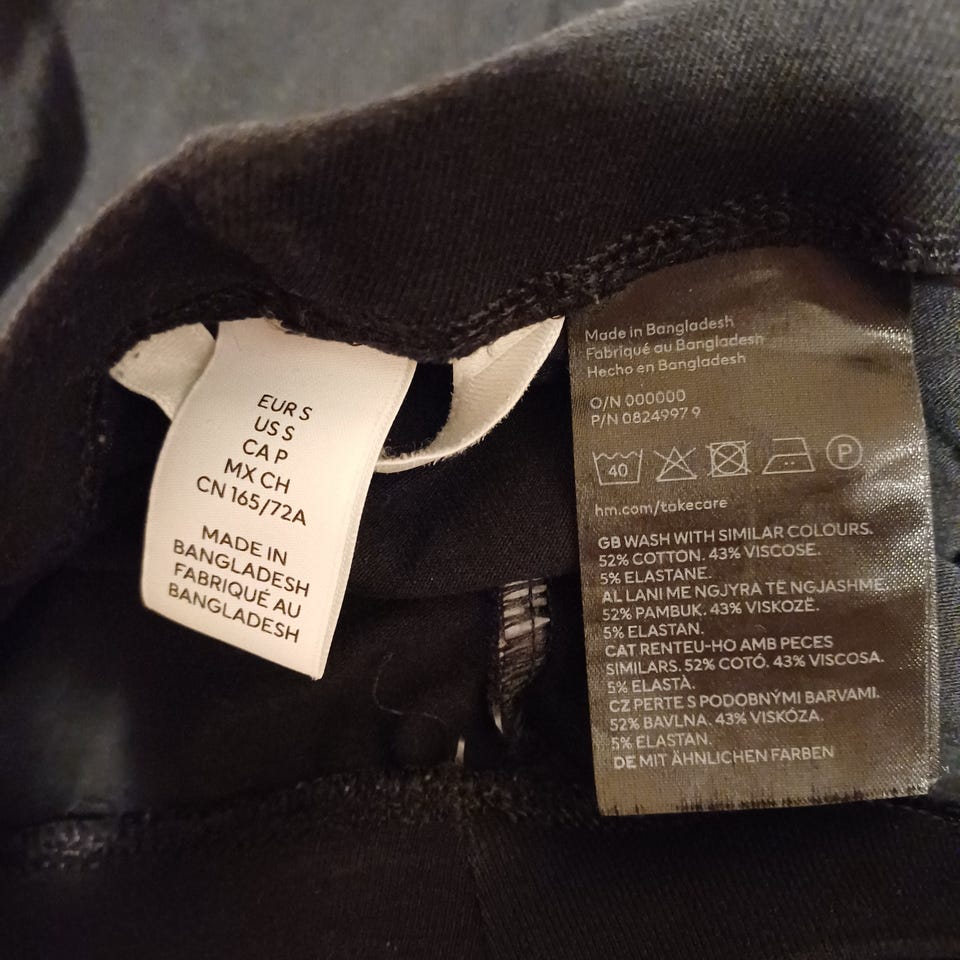 EUR S
US S
CA P
MX CH
CN 165/72A
MADE IN
BANGLADESH
FABRIQUÉ AU
BANGLADESH
Made in Bangladesh
Fabriqué au Bangladesh
Hecho en Bangladesh
O/N 000000
P/N 0824997 9
40
P
hm.com/takecare
GB WASH WITH SIMILAR COLOURS.
52% COTTON. 43% VISCOSE.
5% ELASTANE.
AL LANI ME NGJYRA TË NGJASHME.
52% PAMBUK. 43% VISKOZË.
5% ELASTAN.
CAT RENTEU-HO AMB PECES
SIMILARS. 52% COTÓ. 43% VISCOSA.
5% ELASTÀ.
CZ PERTE S PODOBNÝMI BARVAMI.
52% BAVLNA. 43% VISKÓZA.
5% ELASTAN.
DE MIT ÄHNLICHEN FARBEN